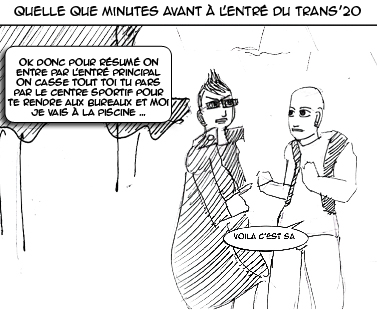 QUELLE QUE MINUTES AVANT À L'ENTRÉ DU TRANS'20
OK DONC POUR RÉSUMÉ ON
ENTRE PAR L'ENTRÉ PRINCIPAL
ON CASSE TOUT TOI TU PARS
PAR LE CENTRE SPORTIF POUR
TE RENDRE AUX BUREAUX ET MOI
JE VAIS À LA PISCINE ...
VOILA C'EST SA